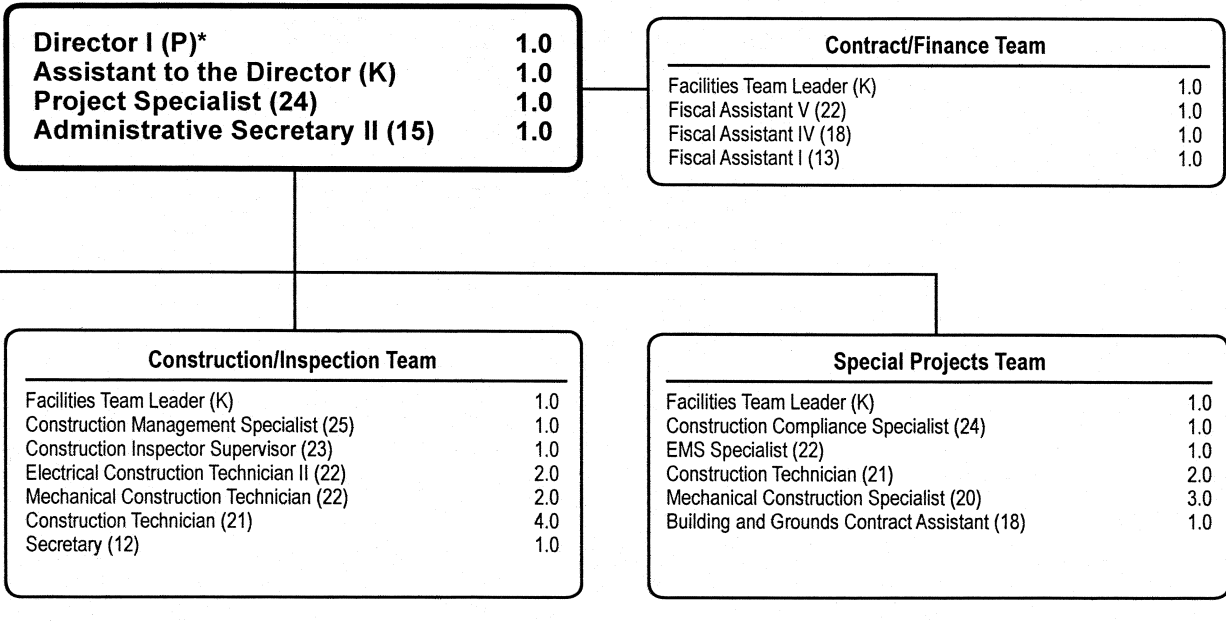 Director I (P)* 1.0
Assistant to the Director (K) 1.0
Project Specialist (24) 1.0
Administrative Secretary II (15) 1.0
Contract/Finance Team
Facilities Team Leader (K) 1.0
Fiscal Assistant V (22) 1.0
Fiscal Assistant IV (18) 1.0
Fiscal Assistant I (13) 1.0
Construction/Inspection Team
Facilities Team Leader (K) 1.0
Construction Management Specialist (25) 1.0
Construction Inspector Supervisor (23) 1.0
Electrical Construction Technician II (22) 2.0
Mechanical Construction Technician (22) 2.0
Construction Technician (21) 4.0
Secretary (12) 1.0
Special Projects Team
Facilities Team Leader (K) 1.0
Construction Compliance Specialist (24) 1.0
EMS Specialist (22) 1.0
Construction Technician (21) 2.0
Mechanical Construction Specialist (20) 3.0
Building and Grounds Contract Assistant (18) 1.0